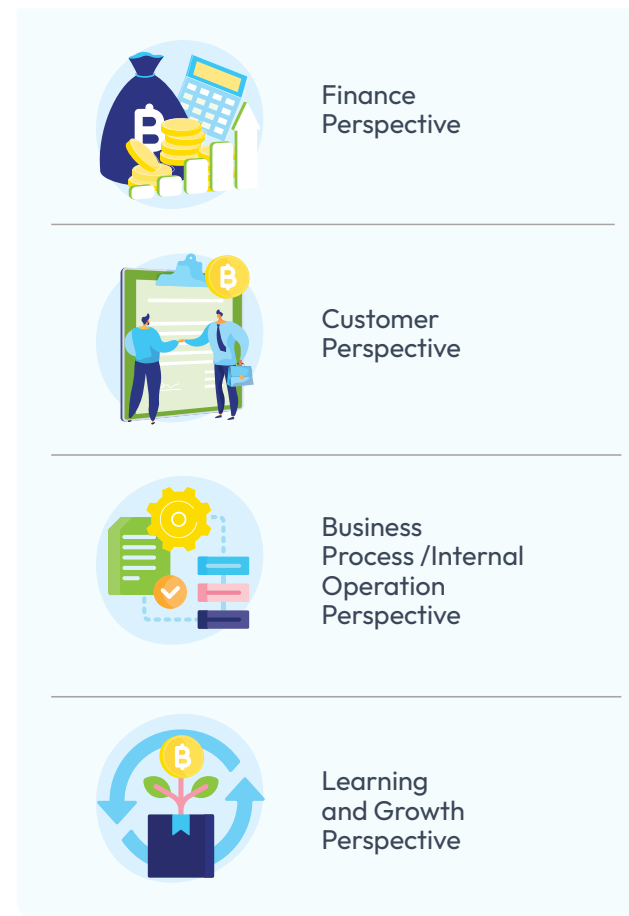 Finance
Perspective
Customer
Perspective
Business
Process /Internal
Operation
Perspective
Learning
and Growth
Perspective